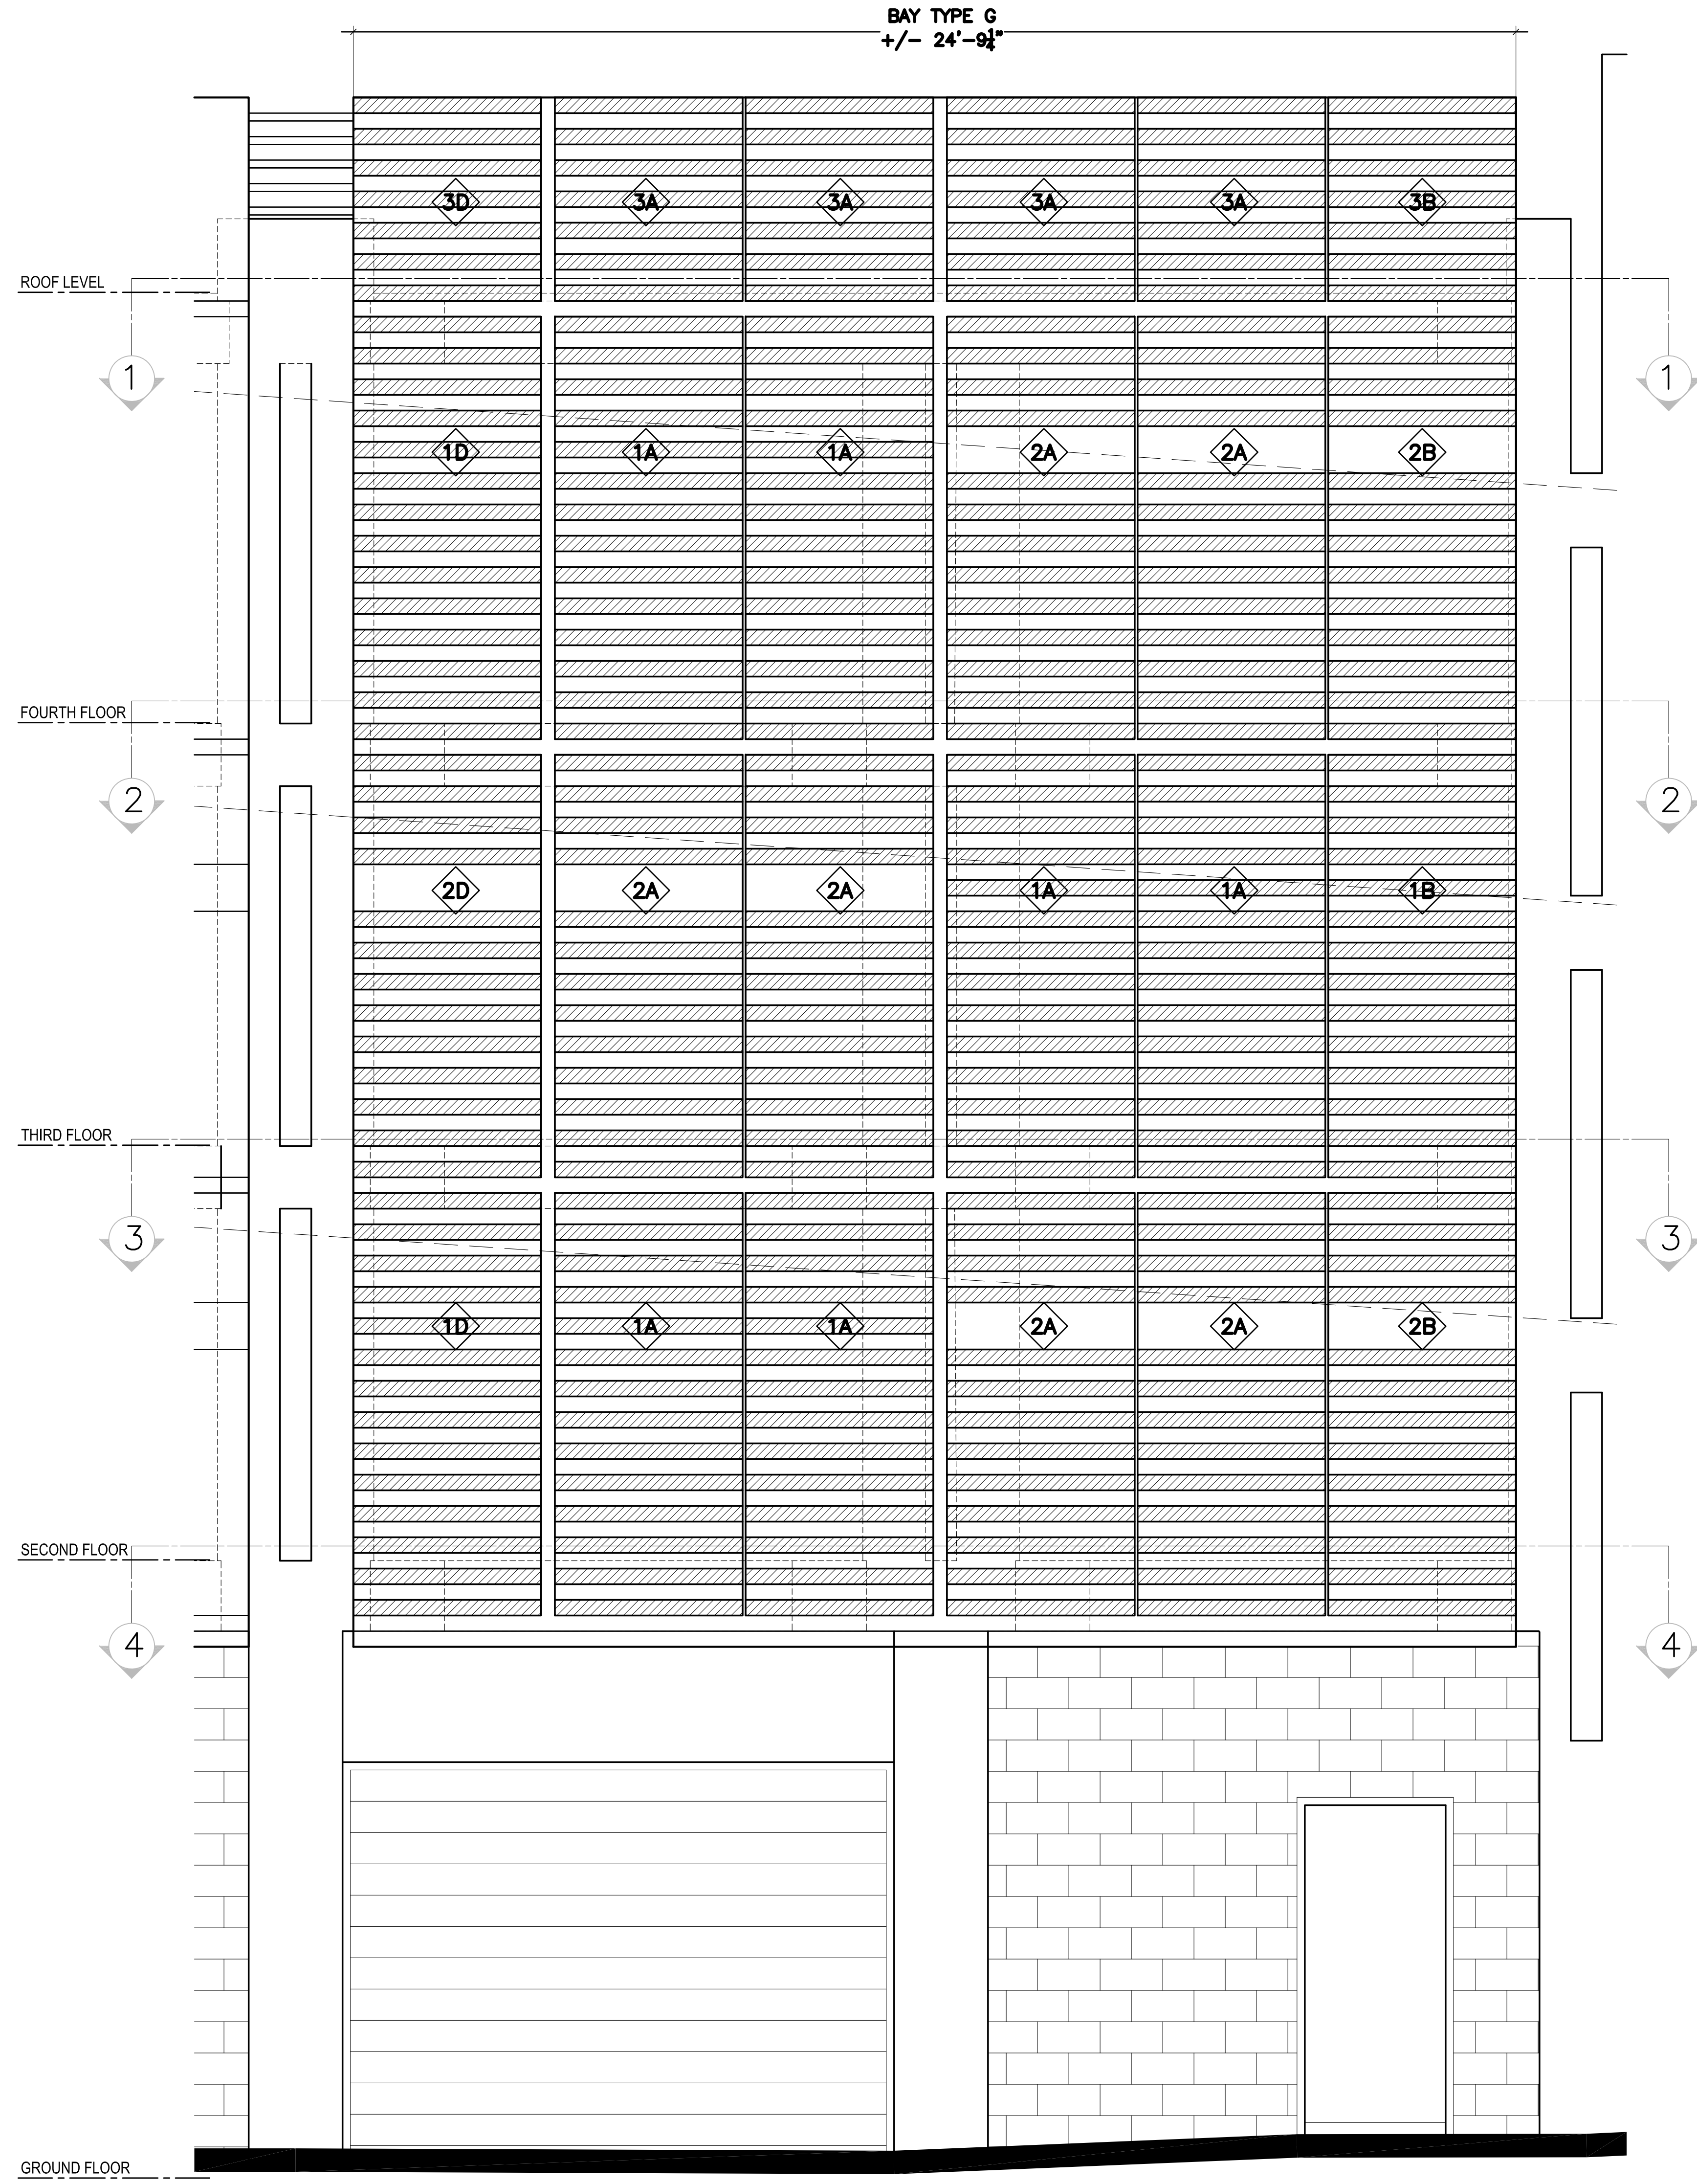 BAY TYPE G
+/- 24'-9¼"
3D 3A 3A 3A 3A 3B
ROOF LEVEL
1 1
1D 1A 1A 2A 2A 2B
FOURTH FLOOR
2 2
2D 2A 2A 1A 1A 1B
THIRD FLOOR
3 3
1D 1A 1A 2A 2A 2B
SECOND FLOOR
4 4
GROUND FLOOR